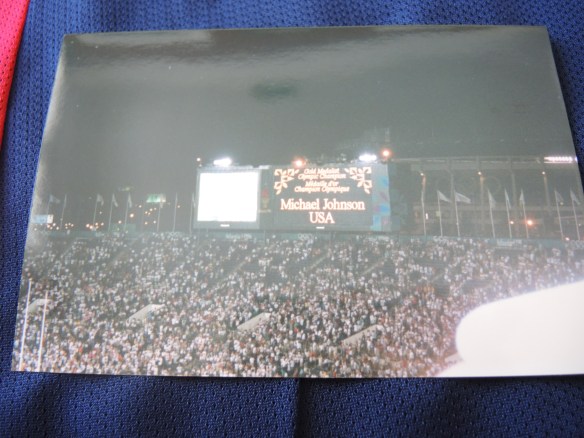 Gold Medalist
Olympic Champion
Médaille d'or
Champion Olympique
Michael Johnson
USA